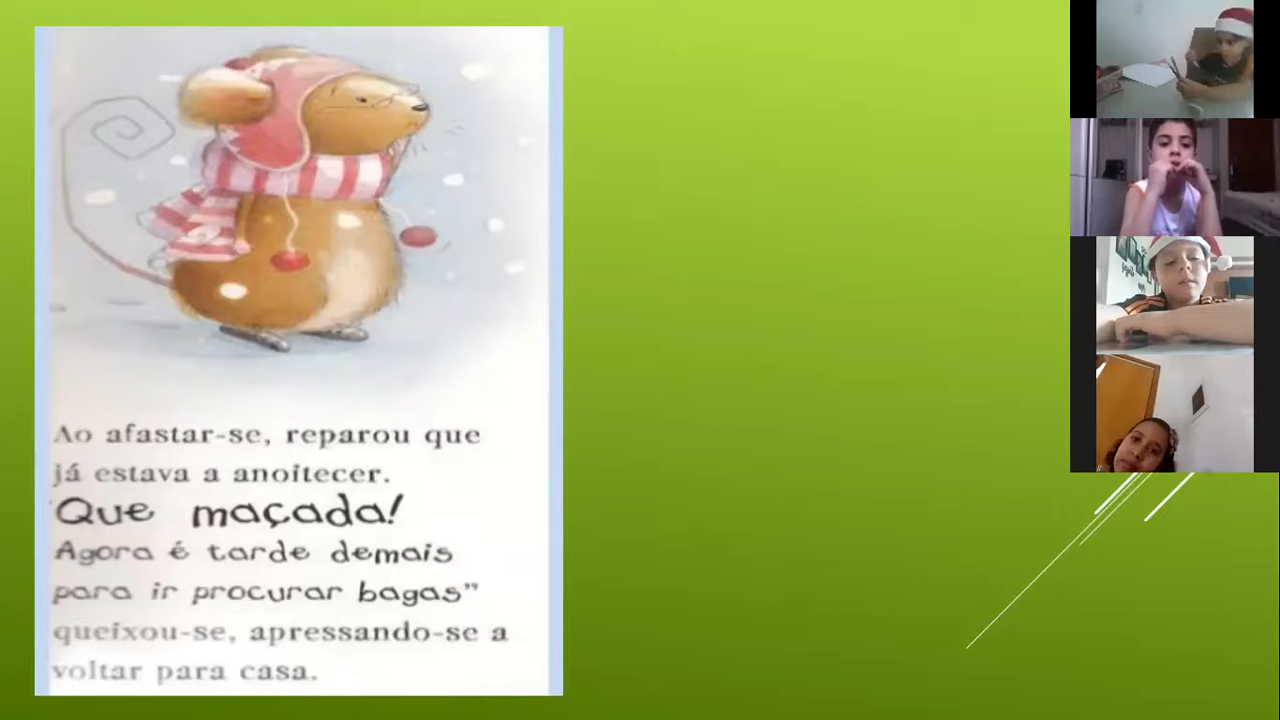 Ao afastar-se, reparou que
já estava a anoitecer.
"Que maçada!
Agora é tarde demais
para ir procurar bagas”
queixou-se, apressando-se a
voltar para casa.